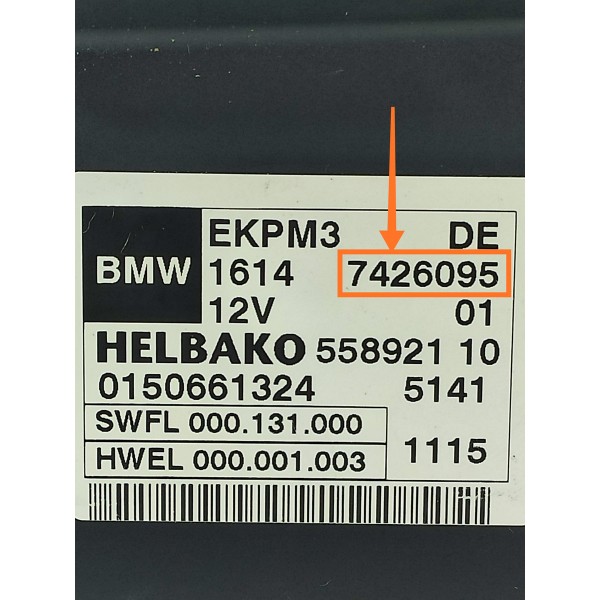 EKPM3 DE
BMW 1614 7426095
12V 01
HELBAKO 558921 10
0150661324 5141
SWFL 000.131.000
HWEL 000.001.003 1115